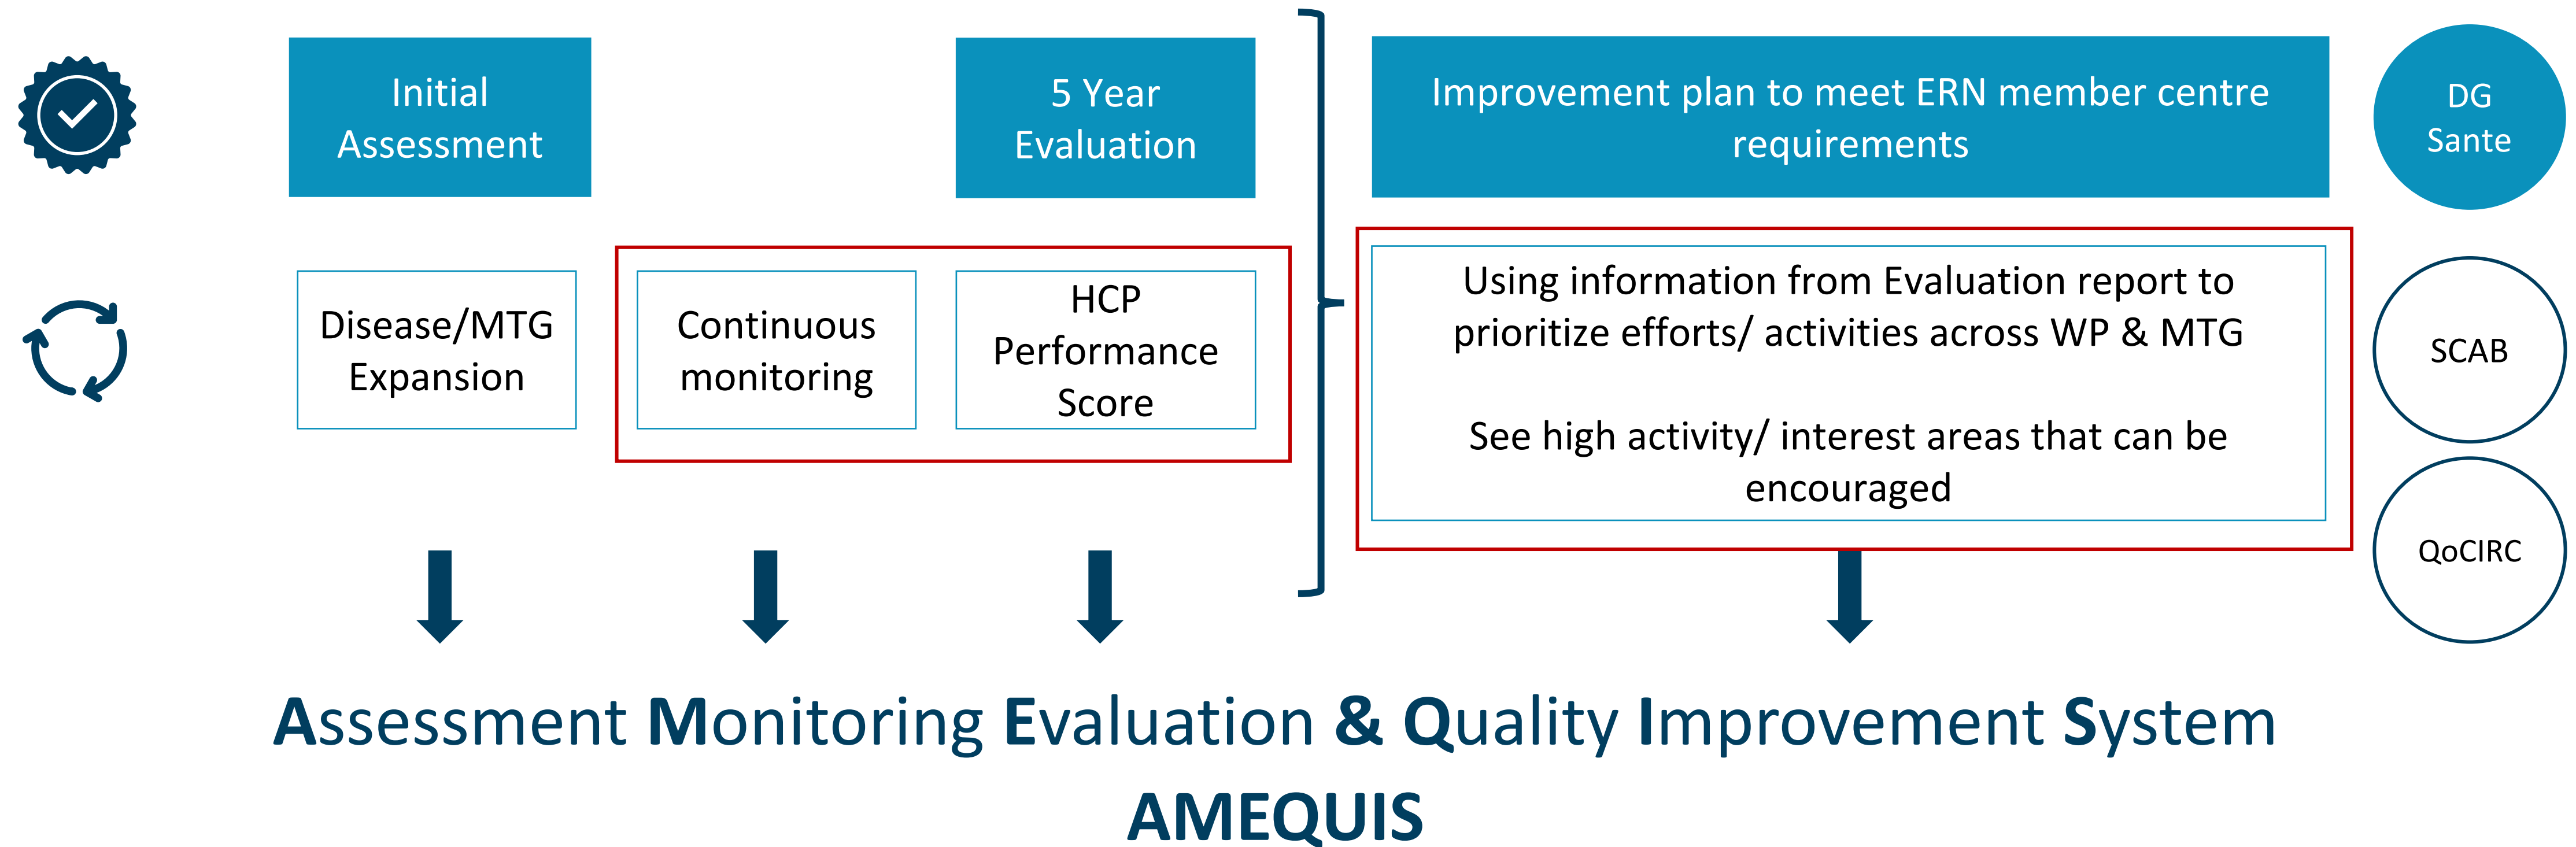 Initial
Assessment
5 Year
Evaluation
Improvement plan to meet ERN member centre
requirements
DG
Sante
Disease/MTG
Expansion
Continuous
monitoring
HCP
Performance
Score
Using information from Evaluation report to
prioritize efforts/ activities across WP & MTG
See high activity/ interest areas that can be
encouraged
SCAB
QoCIRC
Assessment Monitoring Evaluation & Quality Improvement System
AMEQUIS